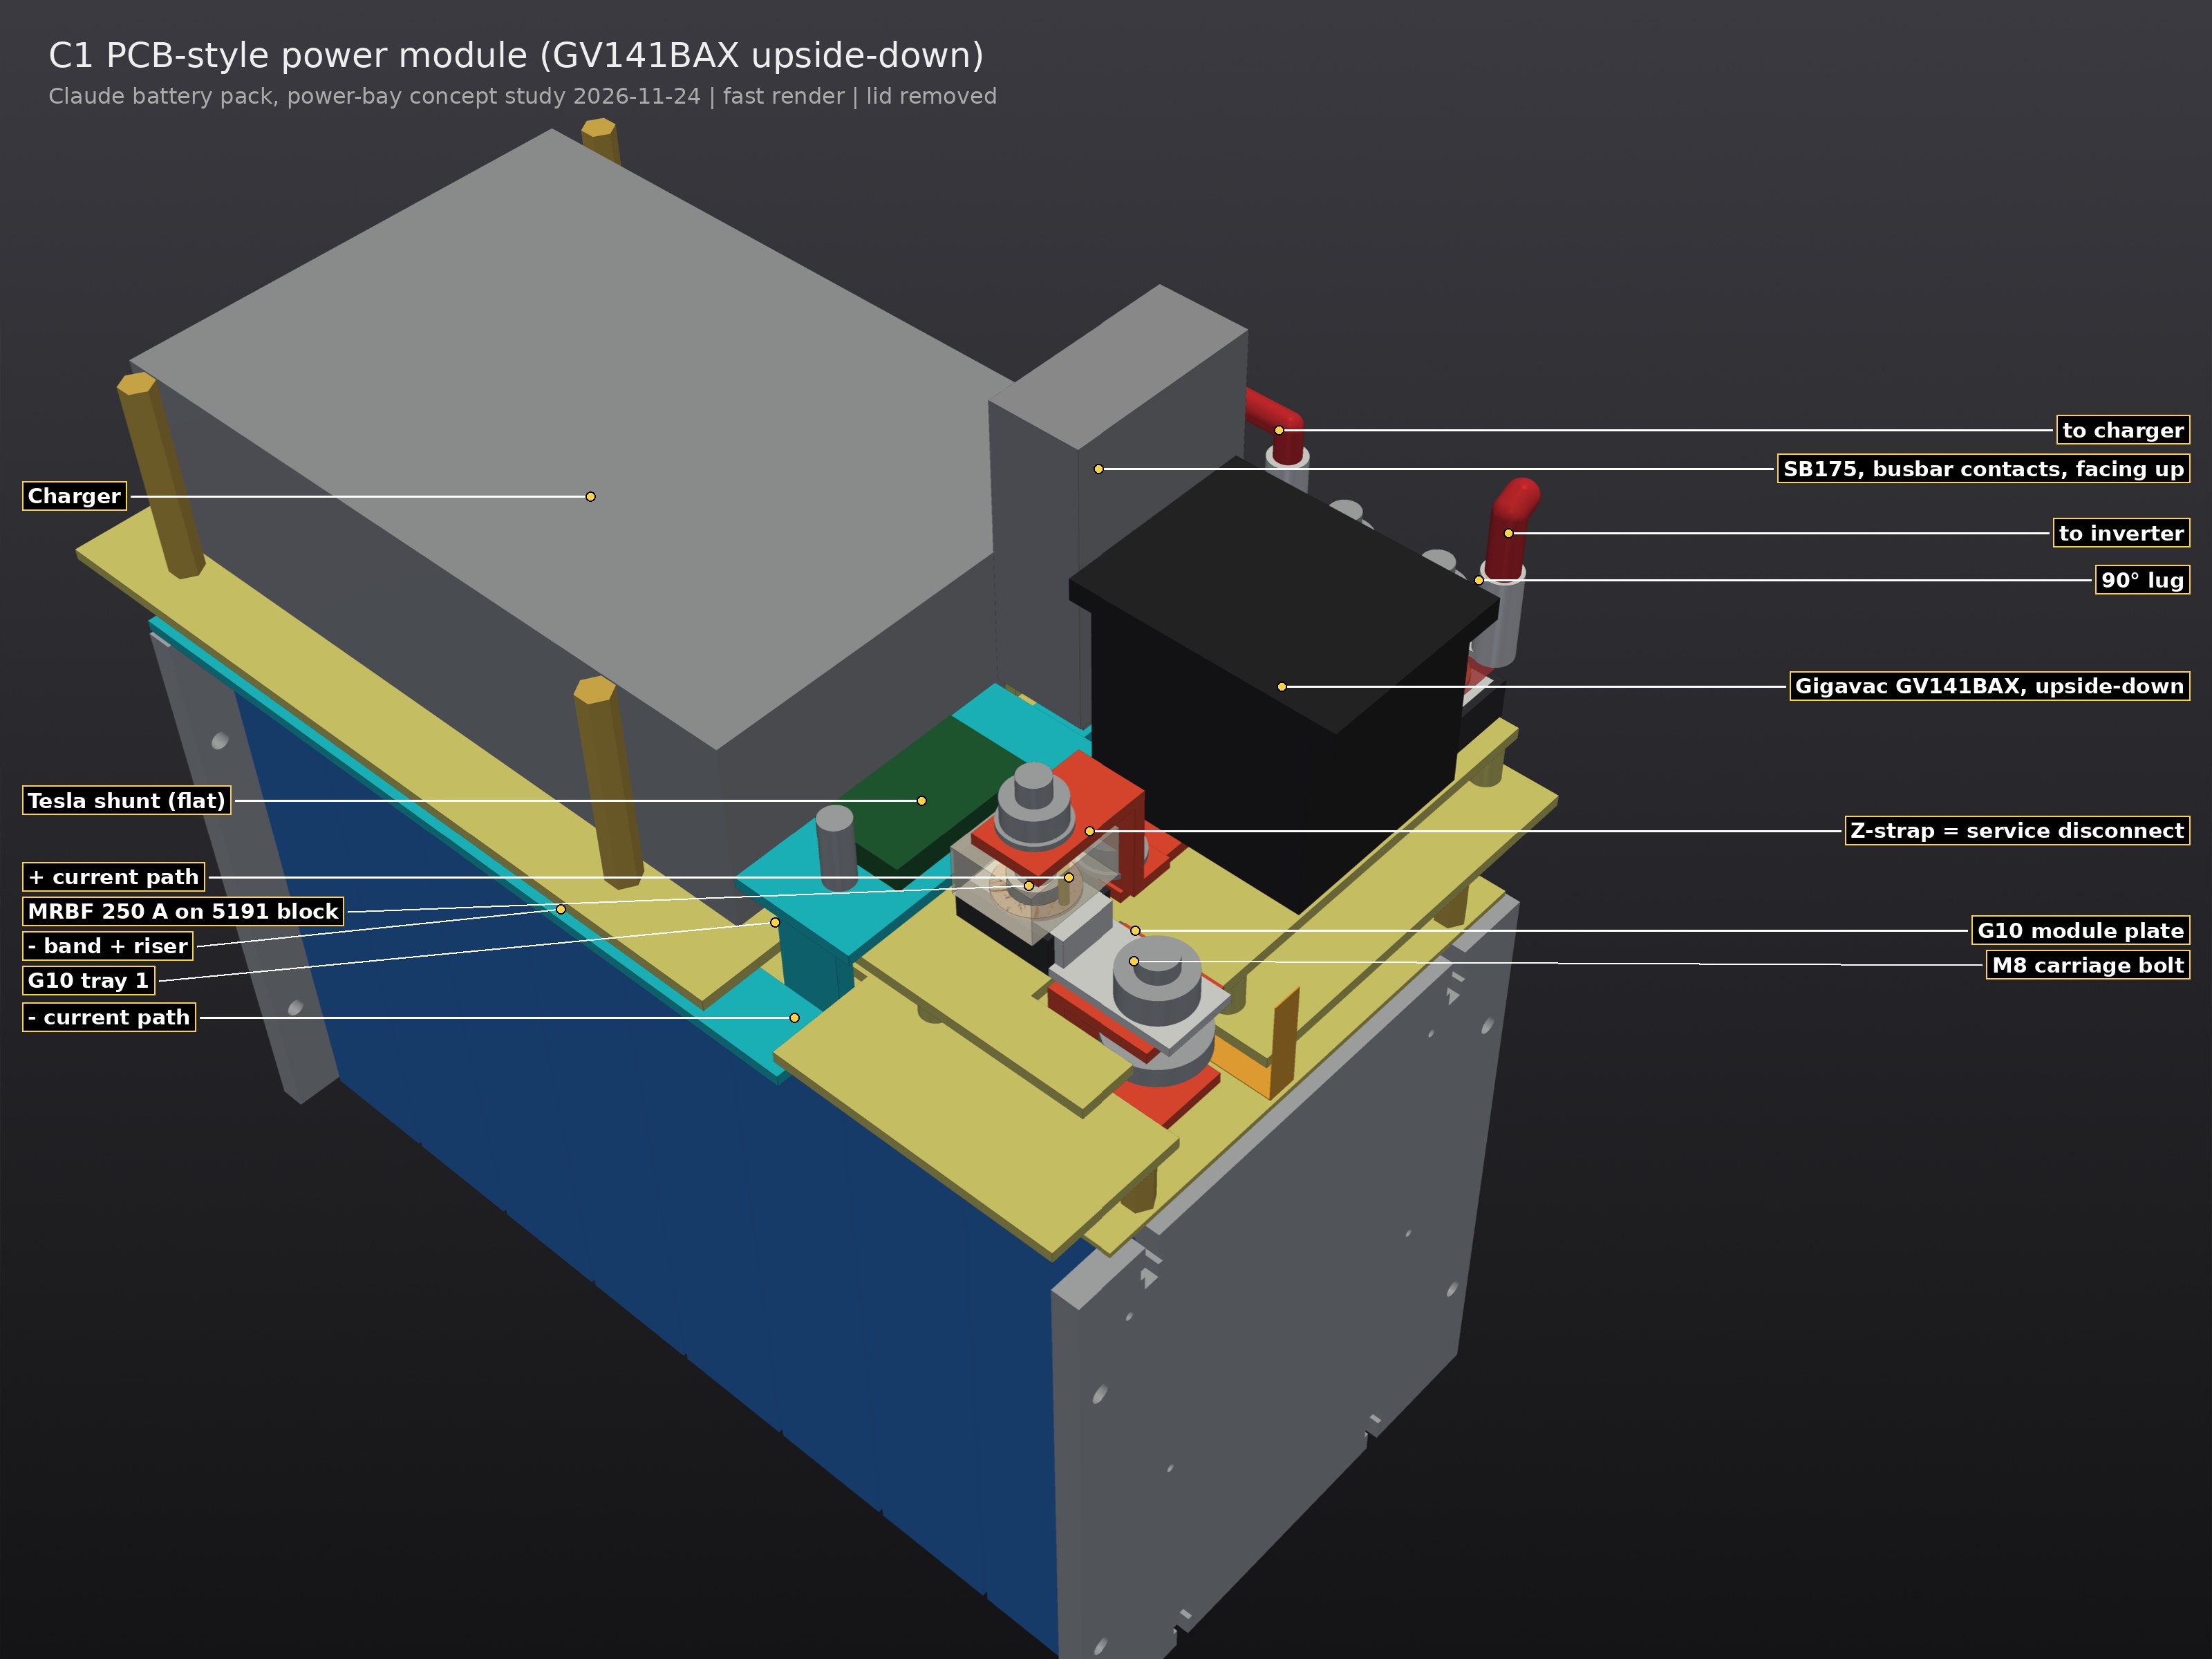 C1 PCB-style power module (GV141BAX upside-down)
Claude battery pack, power-bay concept study 2026-11-24 | fast render | lid removed
to charger
SB175, busbar contacts, facing up
Charger
to inverter
90° lug
Gigavac GV141BAX, upside-down
Tesla shunt (flat)
Z-strap = service disconnect
+ current path
MRBF 250 A on 5191 block
- band + riser
G10 tray 1
- current path
G10 module plate
M8 carriage bolt